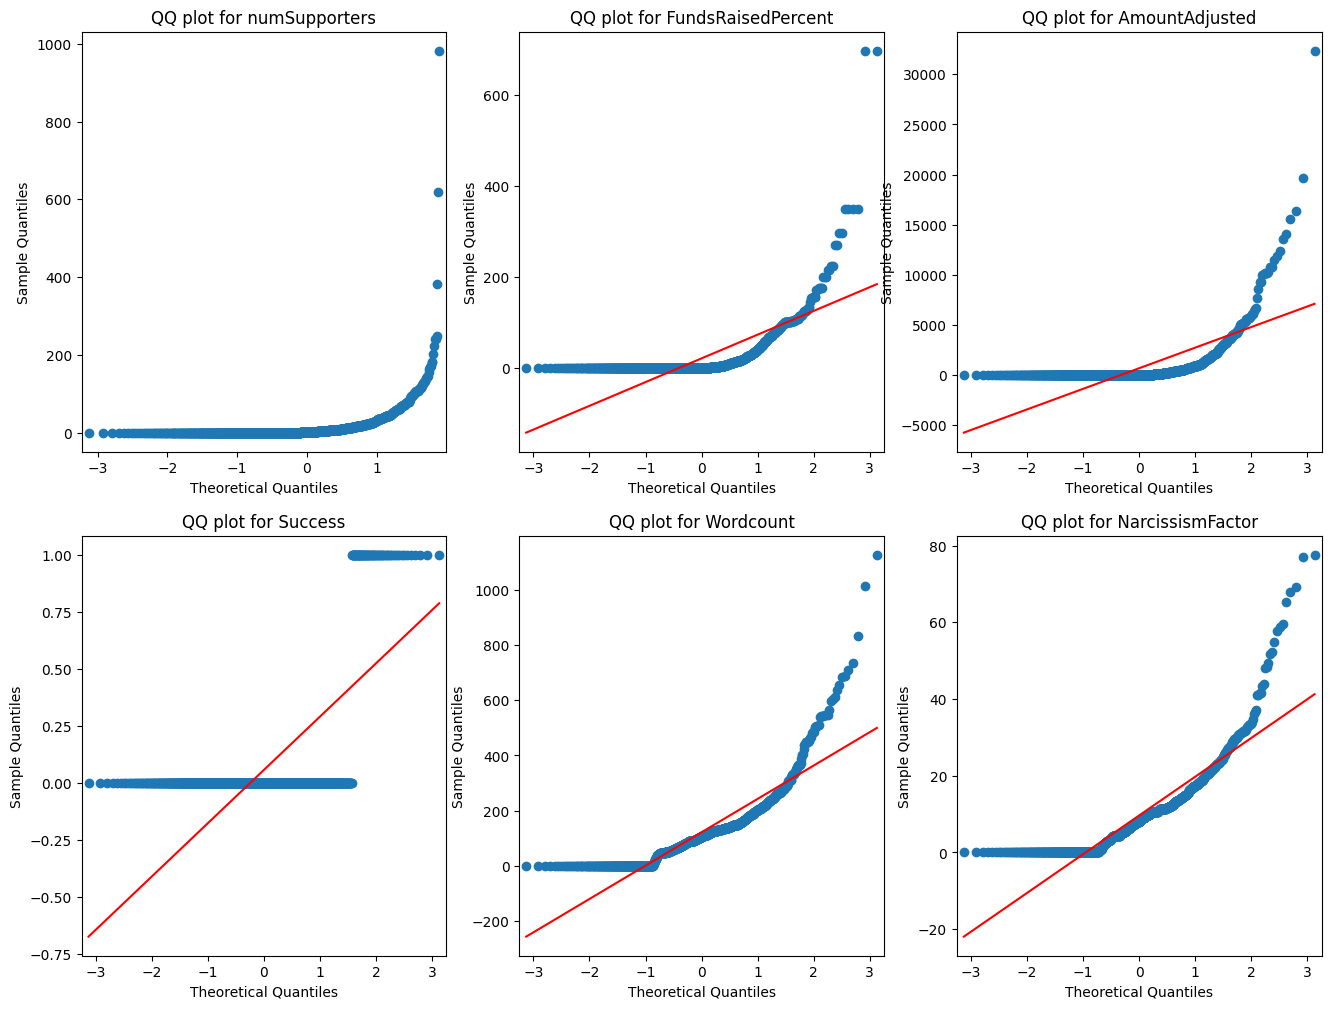 QQ plot for numSupporters
1000
800
600
400
200
0
−3 −2 −1 0 1
Sample Quantiles
Theoretical Quantiles
QQ plot for FundsRaisedPercent
600
400
200
0
−3 −2 −1 0 1 2 3
Sample Quantiles
Theoretical Quantiles
QQ plot for AmountAdjusted
30000
25000
20000
15000
10000
5000
0
−5000
−3 −2 −1 0 1 2 3
Sample Quantiles
Theoretical Quantiles
QQ plot for Success
1.00
0.75
0.50
0.25
0.00
−0.25
−0.50
−0.75
−3 −2 −1 0 1 2 3
Sample Quantiles
Theoretical Quantiles
QQ plot for Wordcount
1000
800
600
400
200
0
−200
−3 −2 −1 0 1 2 3
Sample Quantiles
Theoretical Quantiles
QQ plot for NarcissismFactor
80
60
40
20
0
−20
−3 −2 −1 0 1 2 3
Sample Quantiles
Theoretical Quantiles